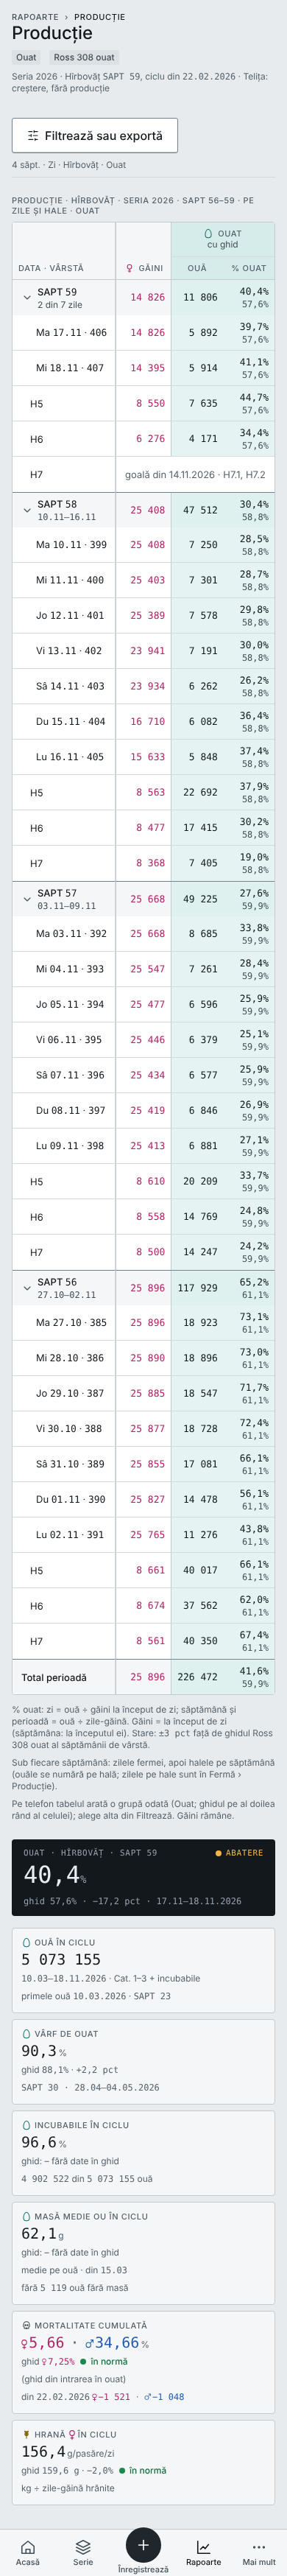 RAPOARTE › PRODUCȚIE
Producție
Ouat Ross 308 ouat
Seria 2026 · Hîrbovăț SAPT 59, ciclu din 22.02.2026 · Telița:
creștere, fără producție
Filtrează sau exportă
4 săpt. · Zi · Hîrbovăț · Ouat
PRODUCȚIE · HÎRBOVĂȚ · SERIA 2026 · SAPT 56–59 · PE
ZILE ȘI HALE · OUAT
OUAT
cu ghid
DATA · VÂRSTĂ ♀ GĂINI OUĂ % OUAT
SAPT 59 14 826 11 806 40,4%
2 din 7 zile 57,6%
Ma 17.11 · 406 14 826 5 892 39,7%
57,6%
Mi 18.11 · 407 14 395 5 914 41,1%
57,6%
H5 8 550 7 635 44,7%
57,6%
H6 6 276 4 171 34,4%
57,6%
H7 goală din 14.11.2026 · H7.1, H7.2
SAPT 58 25 408 47 512 30,4%
10.11–16.11 58,8%
Ma 10.11 · 399 25 408 7 250 28,5%
58,8%
Mi 11.11 · 400 25 403 7 301 28,7%
58,8%
Jo 12.11 · 401 25 389 7 578 29,8%
58,8%
Vi 13.11 · 402 23 941 7 191 30,0%
58,8%
Sâ 14.11 · 403 23 934 6 262 26,2%
58,8%
Du 15.11 · 404 16 710 6 082 36,4%
58,8%
Lu 16.11 · 405 15 633 5 848 37,4%
58,8%
H5 8 563 22 692 37,9%
58,8%
H6 8 477 17 415 30,2%
58,8%
H7 8 368 7 405 19,0%
58,8%
SAPT 57 25 668 49 225 27,6%
03.11–09.11 59,9%
Ma 03.11 · 392 25 668 8 685 33,8%
59,9%
Mi 04.11 · 393 25 547 7 261 28,4%
59,9%
Jo 05.11 · 394 25 477 6 596 25,9%
59,9%
Vi 06.11 · 395 25 446 6 379 25,1%
59,9%
Sâ 07.11 · 396 25 434 6 577 25,9%
59,9%
Du 08.11 · 397 25 419 6 846 26,9%
59,9%
Lu 09.11 · 398 25 413 6 881 27,1%
59,9%
H5 8 610 20 209 33,7%
59,9%
H6 8 558 14 769 24,8%
59,9%
H7 8 500 14 247 24,2%
59,9%
SAPT 56 25 896 117 929 65,2%
27.10–02.11 61,1%
Ma 27.10 · 385 25 896 18 923 73,1%
61,1%
Mi 28.10 · 386 25 890 18 896 73,0%
61,1%
Jo 29.10 · 387 25 885 18 547 71,7%
61,1%
Vi 30.10 · 388 25 877 18 728 72,4%
61,1%
Sâ 31.10 · 389 25 855 17 081 66,1%
61,1%
Du 01.11 · 390 25 827 14 478 56,1%
61,1%
Lu 02.11 · 391 25 765 11 276 43,8%
61,1%
H5 8 661 40 017 66,1%
61,1%
H6 8 674 37 562 62,0%
61,1%
H7 8 561 40 350 67,4%
61,1%
Total perioadă 25 896 226 472 41,6%
59,9%
% ouat: zi = ouă ÷ găini la început de zi; săptămână și
perioadă = ouă ÷ zile-găină. Găini = la început de zi
(săptămâna: la începutul ei). Stare: ±3 pct față de ghidul Ross
308 ouat al săptămânii de vârstă.
Sub fiecare săptămână: zilele fermei, apoi halele pe săptămână
(ouăle se numără pe hală; zilele pe hale sunt în Fermă ›
Producție).
Pe telefon tabelul arată o grupă odată (Ouat; ghidul pe al doilea
rând al celulei); alege alta din Filtrează. Găini rămâne.
OUAT · HÎRBOVĂȚ · SAPT 59 ABATERE
40,4%
ghid 57,6% · −17,2 pct · 17.11–18.11.2026
OUĂ ÎN CICLU
5 073 155
10.03–18.11.2026 · Cat. 1–3 + incubabile
primele ouă 10.03.2026 · SAPT 23
VÂRF DE OUAT
90,3 %
ghid 88,1% · +2,2 pct
SAPT 30 · 28.04–04.05.2026
INCUBABILE ÎN CICLU
96,6 %
ghid: – fără date în ghid
4 902 522 din 5 073 155 ouă
MASĂ MEDIE OU ÎN CICLU
62,1 g
ghid: – fără date în ghid
medie pe ouă · din 15.03
fără 5 119 ouă fără masă
MORTALITATE CUMULATĂ
♀5,66 · ♂34,66 %
ghid ♀7,25% în normă
(ghid din intrarea în ouat)
din 22.02.2026 ♀−1 521 · ♂−1 048
HRANĂ ♀ ÎN CICLU
156,4 g/pasăre/zi
ghid 159,6 g · −2,0% în normă
kg ÷ zile-găină hrănite
Acasă Serie Înregistrează Rapoarte Mai mult